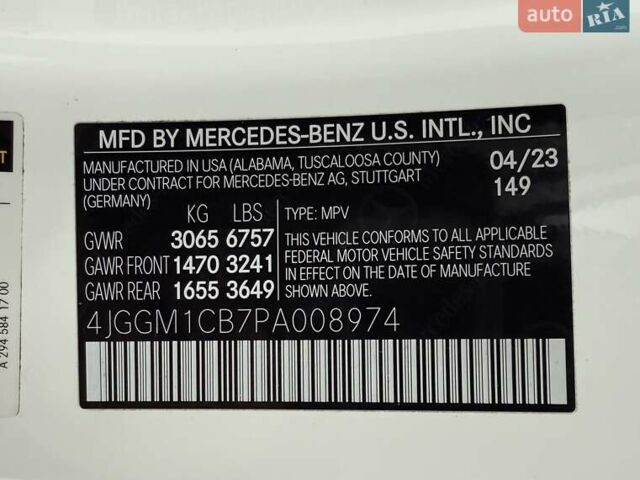 auto RIA
MFD BY MERCEDES-BENZ U.S. INTL., INC
MANUFACTURED IN USA (ALABAMA, TUSCALOOSA COUNTY)
UNDER CONTRACT FOR MERCEDES-BENZ AG, STUTTGART
(GERMANY)
04/23
149
KG LBS
GVWR 3065 6757
GAWR FRONT 1470 3241
GAWR REAR 1655 3649
TYPE: MPV
THIS VEHICLE CONFORMS TO ALL APPLICABLE
FEDERAL MOTOR VEHICLE SAFETY STANDARDS
IN EFFECT ON THE DATE OF MANUFACTURE
SHOWN ABOVE.
4JGGM1CB7PA008974
A 294 584 17 00